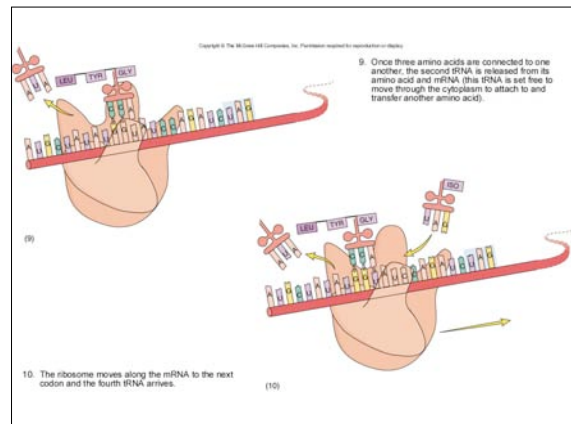 Copyright © The McGraw-Hill Companies, Inc. Permission required for reproduction or display.
LEU TYR GLY
9. Once three amino acids are connected to one
another, the second tRNA is released from its
amino acid and mRNA (this tRNA is set free to
move through the cytoplasm to attach to and
transfer another amino acid).
(9)
ISO
LEU TYR GLY
10. The ribosome moves along the mRNA to the next
codon and the fourth tRNA arrives.
(10)